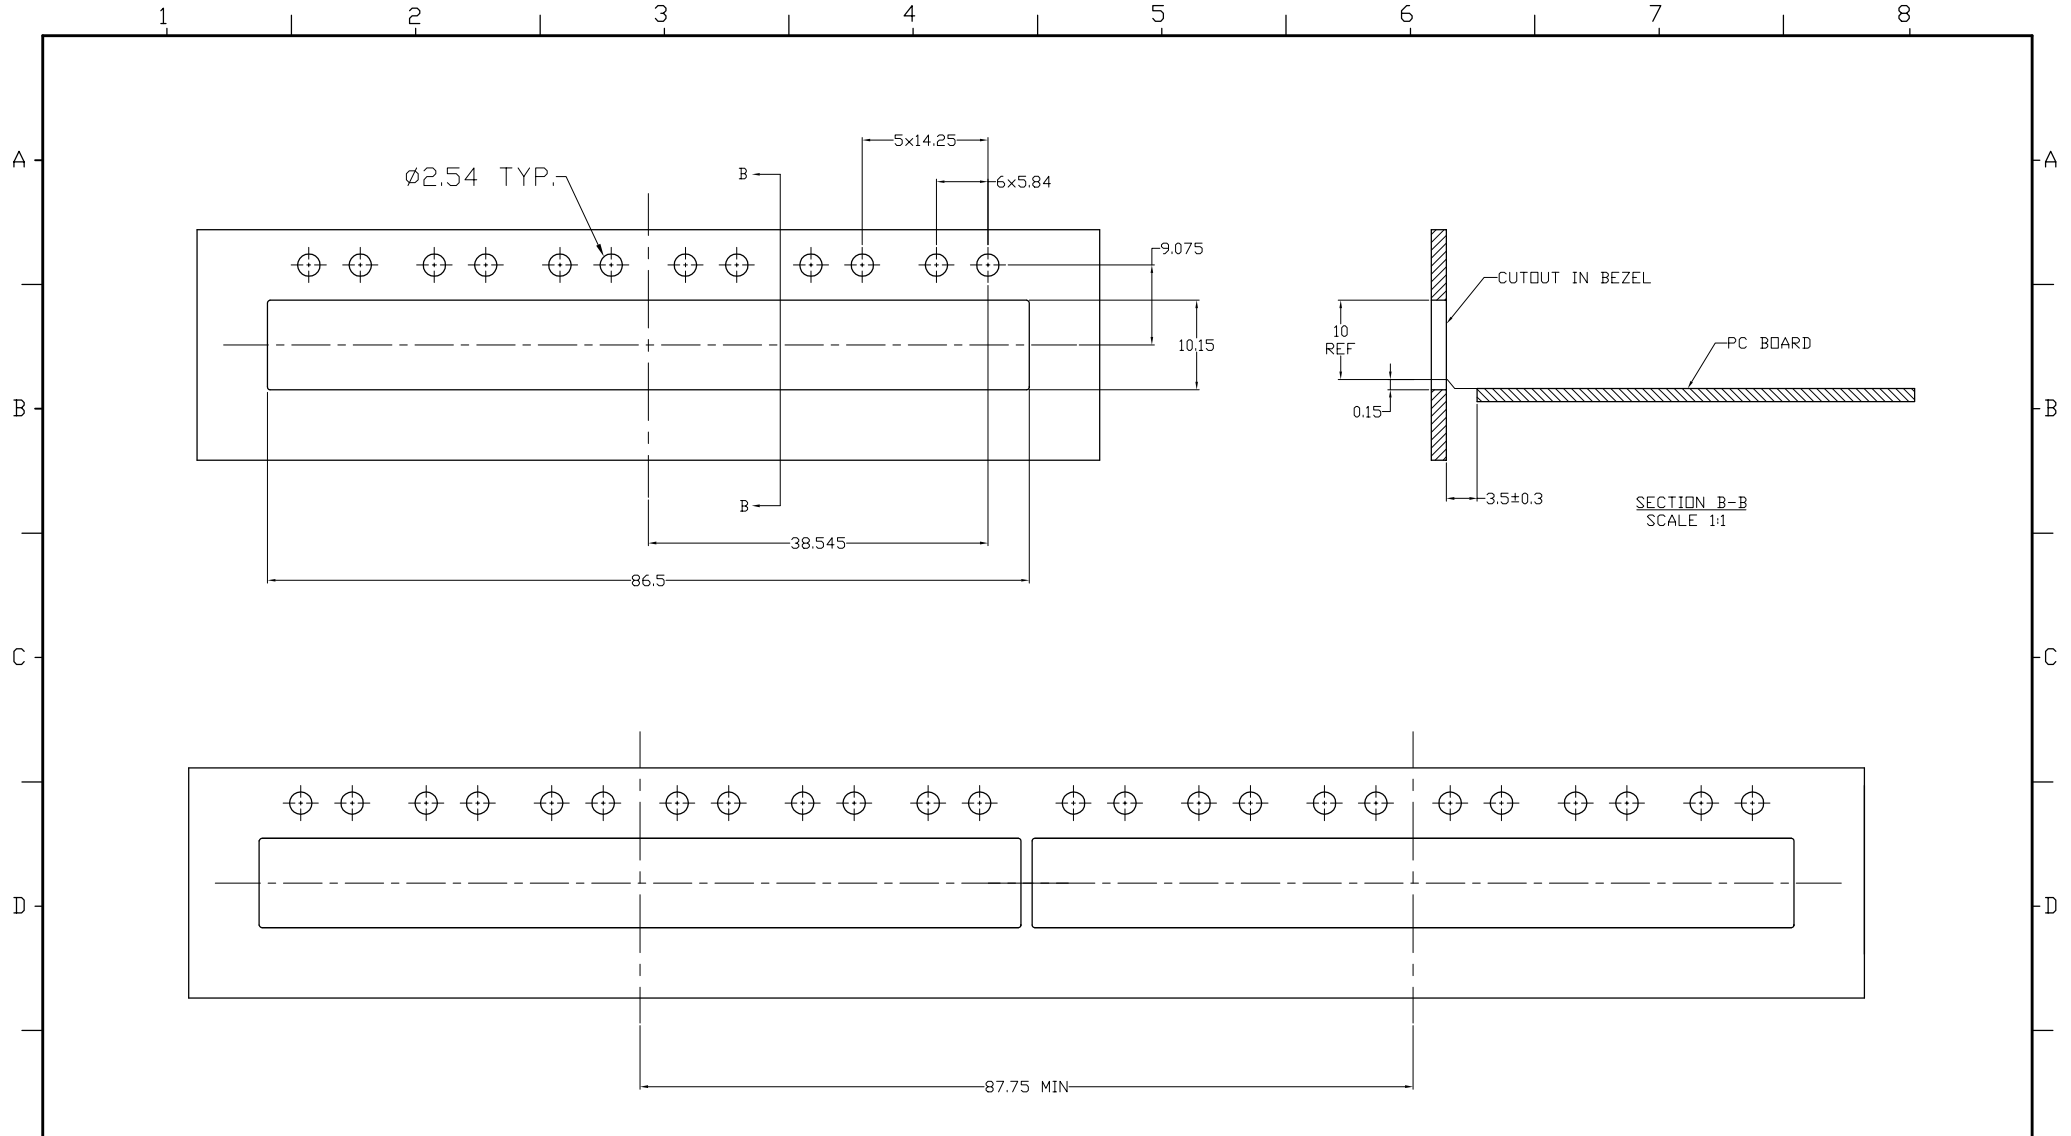 1 2 3 4 5 6 7 8
A A
5x14.25
ø2.54 TYP.
B
6x5.84
9.075
CUTOUT IN BEZEL
10
REF
10.15
PC BOARD
B B
0.15
3.5±0.3
B
SECTION B-B
SCALE 1:1
38.545
86.5
C C
D D
87.75 MIN